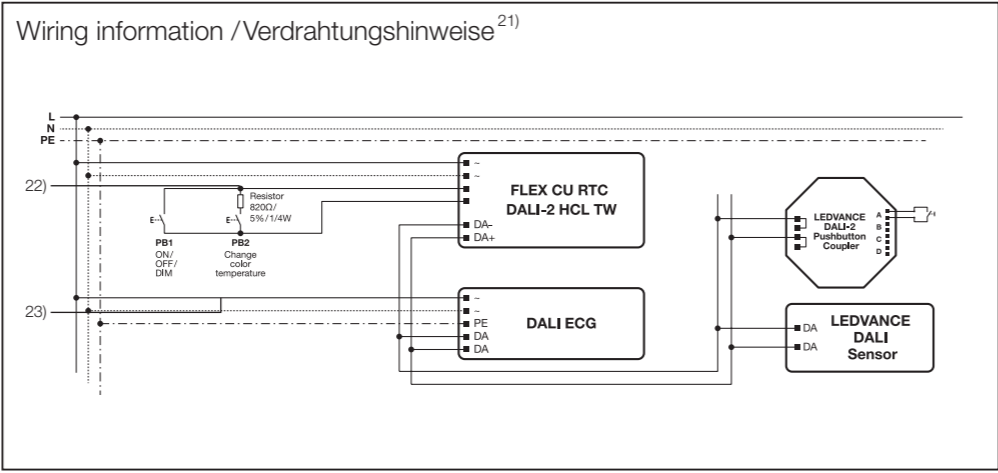 Wiring information / Verdrahtungshinweise 21)
L
N
PE
22)
Resistor
820Ω/
5%/1/4W
E
E
PB1
ON/
OFF/
DIM
PB2
Change
color
temperature
~
~
FLEX CU RTC
DALI-2 HCL TW
DA-
DA+
LEDVANCE
DALI-2
Pushbutton
Coupler
A
B
C
D
23)
~
~
PE
DA
DA
DALI ECG
DA
DA
LEDVANCE
DALI
Sensor